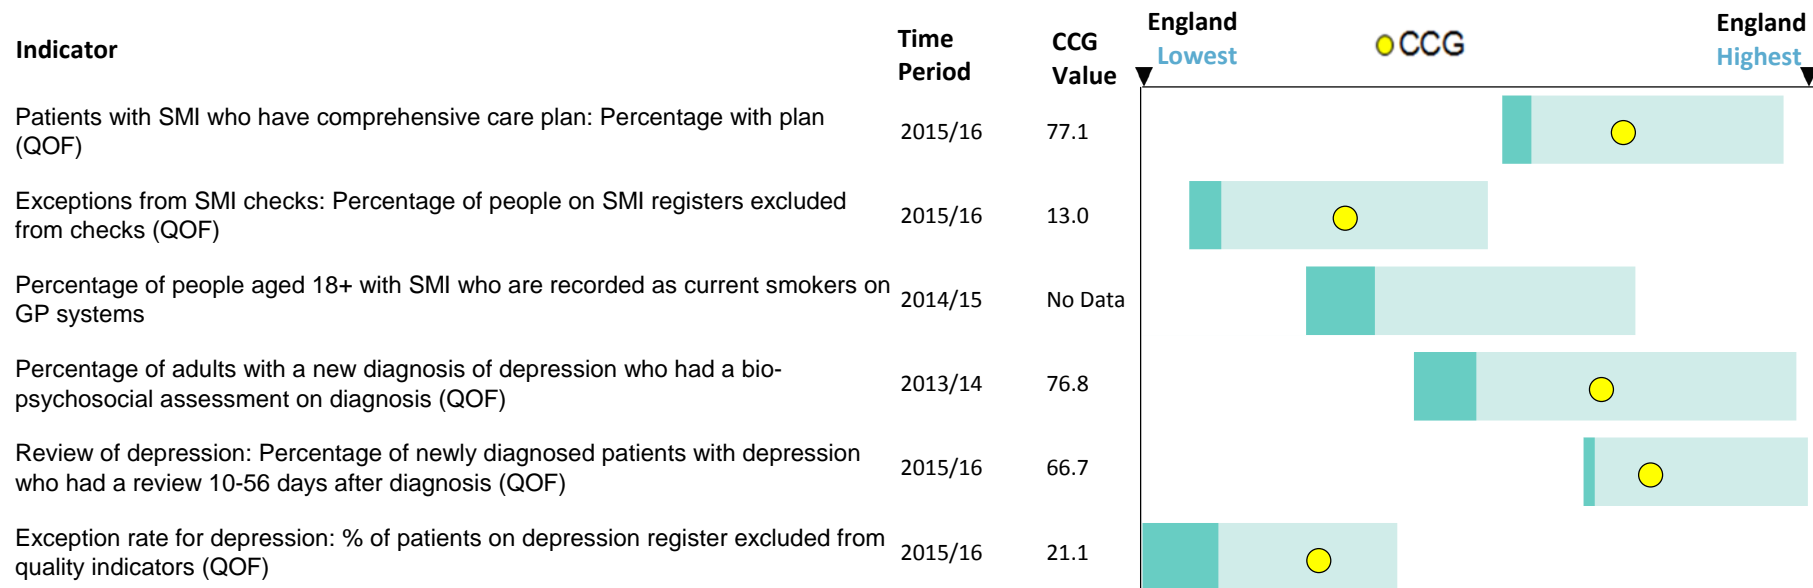 Indicator
Time
Period
CCG
Value
England
Lowest
CCG
England
Highest
Patients with SMI who have comprehensive care plan: Percentage with plan
(QOF)
2015/16
77.1
Exceptions from SMI checks: Percentage of people on SMI registers excluded
from checks (QOF)
2015/16
13.0
Percentage of people aged 18+ with SMI who are recorded as current smokers on
GP systems
2014/15
No Data
Percentage of adults with a new diagnosis of depression who had a bio-
psychosocial assessment on diagnosis (QOF)
2013/14
76.8
Review of depression: Percentage of newly diagnosed patients with depression
who had a review 10-56 days after diagnosis (QOF)
2015/16
66.7
Exception rate for depression: % of patients on depression register excluded from
quality indicators (QOF)
2015/16
21.1